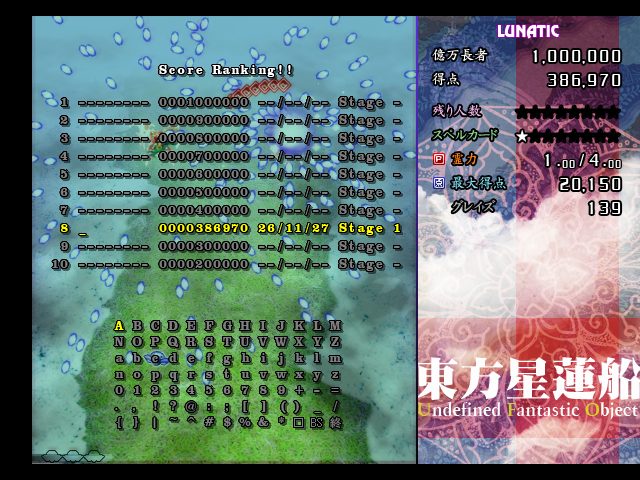 LUNATIC
億万長者 1,000,000
得点 386,970
残り人数
スペルカード
P 霊力 1.00/4.00
最大得点 20,150
グレイズ 139
Score Ranking!!
1 -------- 0001000000 --/--/-- Stage -
2 -------- 0000900000 --/--/-- Stage -
3 -------- 0000800000 --/--/-- Stage -
4 -------- 0000700000 --/--/-- Stage -
5 -------- 0000600000 --/--/-- Stage -
6 -------- 0000500000 --/--/-- Stage -
7 -------- 0000400000 --/--/-- Stage -
8 _ 0000386970 26/11/27 Stage 1
9 -------- 0000300000 --/--/-- Stage -
10 -------- 0000200000 --/--/-- Stage -
A B C D E F G H I J K L M
N O P Q R S T U V W X Y Z
a b c d e f g h i j k l m
n o p q r s t u v w x y z
0 1 2 3 4 5 6 7 8 9 + - =
. , ! ? @ : ; [ ] ( ) _ /
{ } | ~ ^ # $ % & * □ BS 終
東方星蓮船
Undefined Fantastic Object